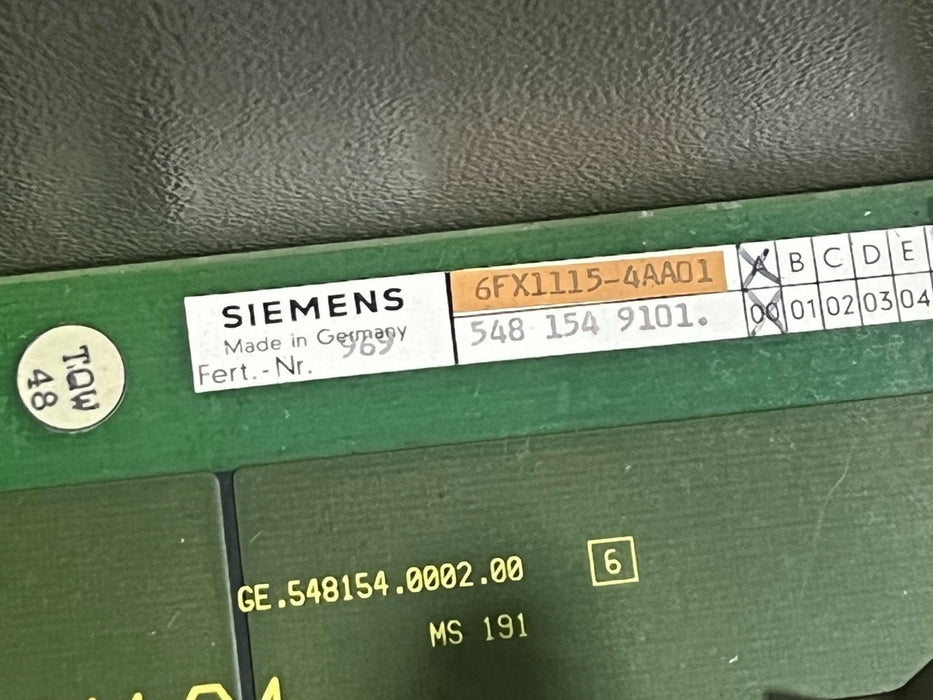 SIEMENS
Made in Germany
969
Fert.-Nr.
6FX1115-4AA01
548 154 9101.
A B C D E
00 01 02 03 04
TQW
48
GE.548154.0002.00
6
MS 191